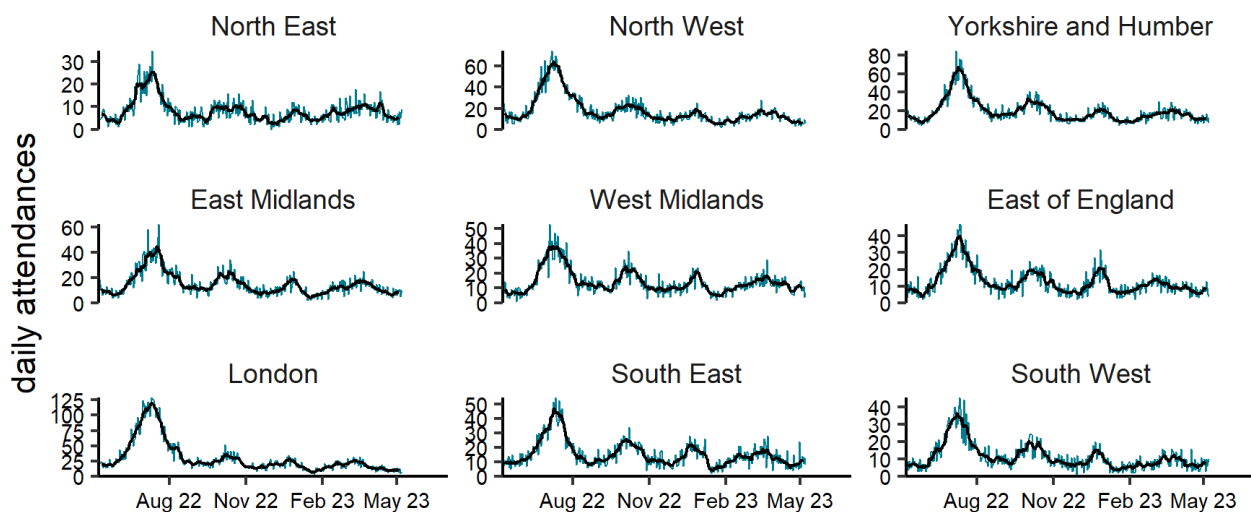 North East North West Yorkshire and Humber
30 60 80
20 40 60
10 20 40
0 0 20
0
East Midlands West Midlands East of England
60 50 40
40 40 30
20 30 20
0 20 10
10 0
0
daily attendances
London South East South West
125 50 40
100 40 30
75 30 20
50 20 10
25 10 0
0 0
Aug 22 Nov 22 Feb 23 May 23 Aug 22 Nov 22 Feb 23 May 23 Aug 22 Nov 22 Feb 23 May 23